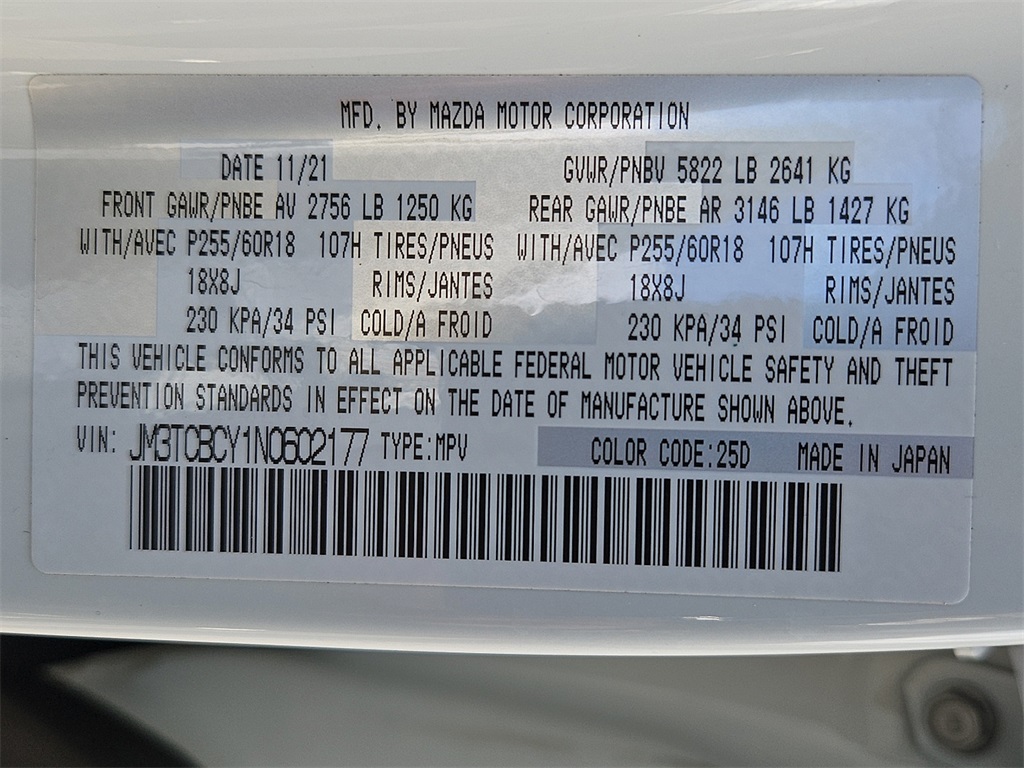 MFD. BY MAZDA MOTOR CORPORATION
DATE 11/21 GVWR/PNBV 5822 LB 2641 KG
FRONT GAWR/PNBE AV 2756 LB 1250 KG REAR GAWR/PNBE AR 3146 LB 1427 KG
WITH/AVEC P255/60R18 107H TIRES/PNEUS WITH/AVEC P255/60R18 107H TIRES/PNEUS
18X8J RIMS/JANTES 18X8J RIMS/JANTES
230 KPA/34 PSI COLD/A FROID 230 KPA/34 PSI COLD/A FROID
THIS VEHICLE CONFORMS TO ALL APPLICABLE FEDERAL MOTOR VEHICLE SAFETY AND THEFT
PREVENTION STANDARDS IN EFFECT ON THE DATE OF MANUFACTURE SHOWN ABOVE.
VIN: JM3TCBCY1N0602177 TYPE:MPV COLOR CODE:25D MADE IN JAPAN